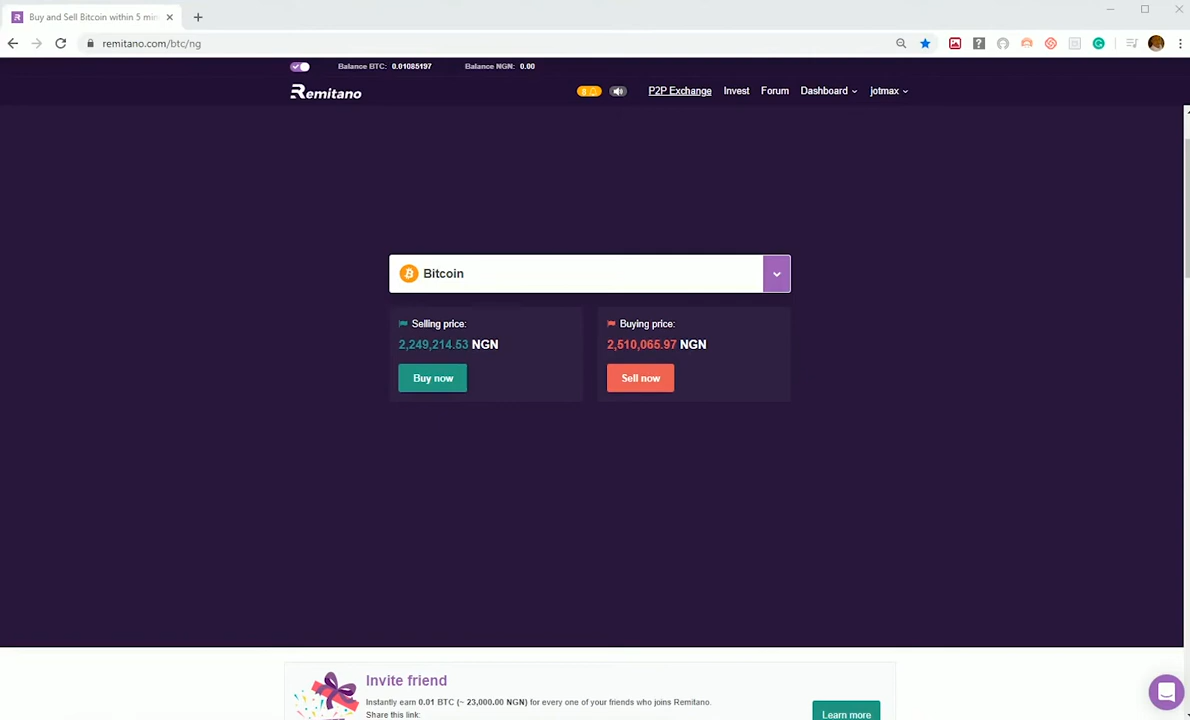 Buy and Sell Bitcoin within 5 min
remitano.com/btc/ng
Balance BTC: 0.01085197 Balance NGN: 0.00
Remitano
P2P Exchange Invest Forum Dashboard jotmax
Bitcoin
Selling price: Buying price:
2,249,214.53 NGN 2,510,065.97 NGN
Buy now Sell now
Invite friend
Instantly earn 0.01 BTC (~ 23,000.00 NGN) for every one of your friends who joins Remitano.
Share this link:
Learn more